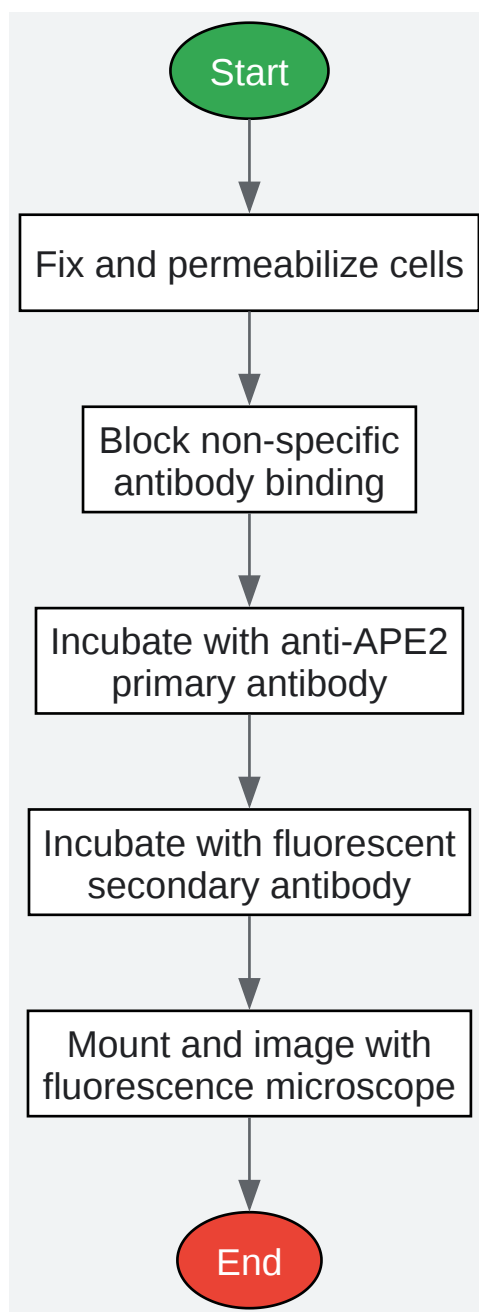 Start
Fix and permeabilize cells
Block non-specific
antibody binding
Incubate with anti-APE2
primary antibody
Incubate with fluorescent
secondary antibody
Mount and image with
fluorescence microscope
End